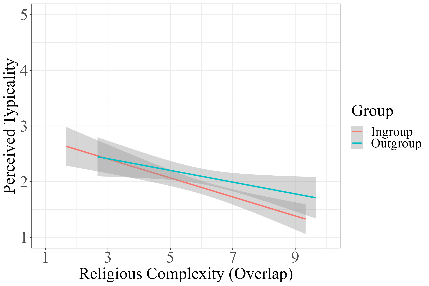 5
4
3
2
1
Perceived Typicality
1 3 5 7 9
Religious Complexity (Overlap)
Group
Ingroup
Outgroup